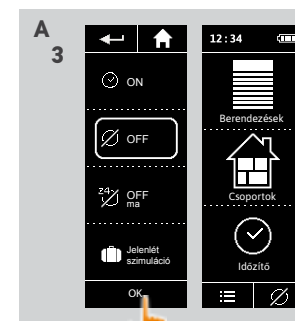 A
3
ON
OFF
24 OFF
ma
Jelenlét
szimuláció
OK
12:34
Berendezések
Csoportok
Időzítő